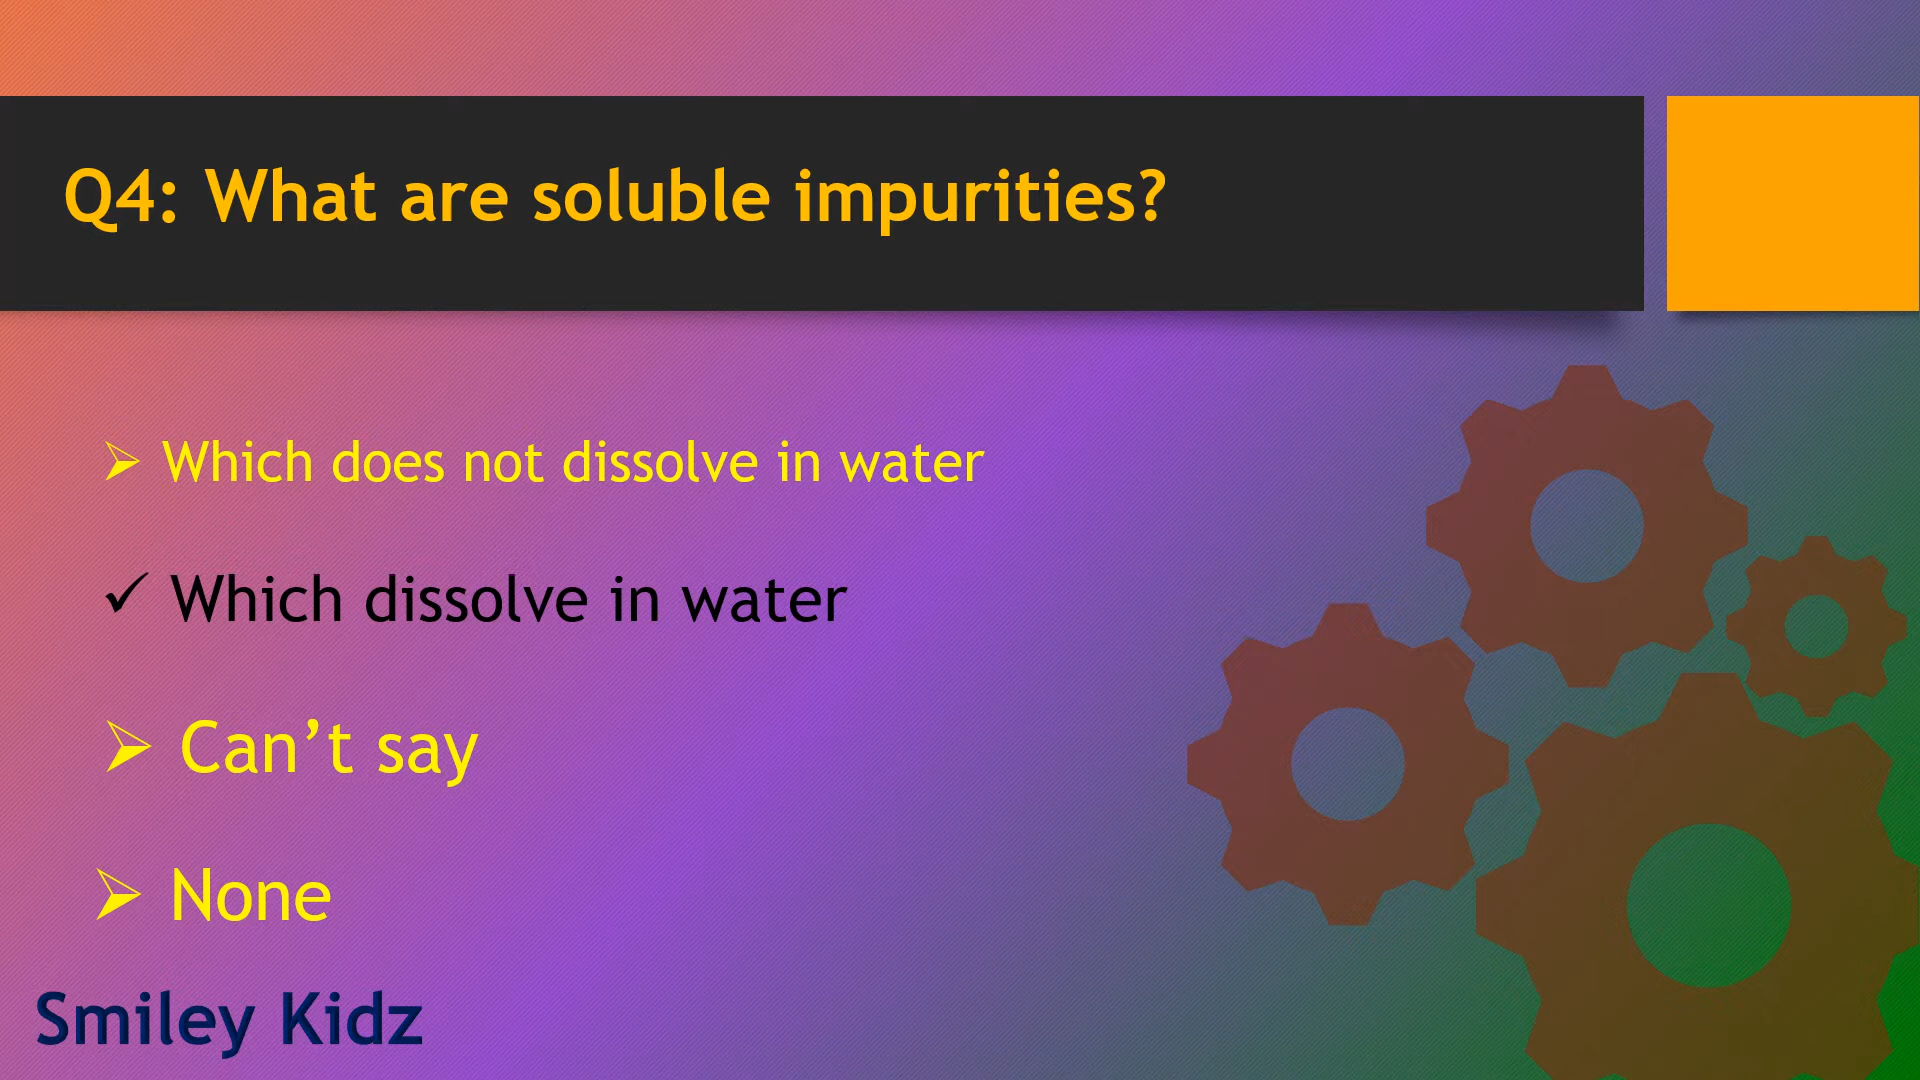 Q4: What are soluble impurities?
➢ Which does not dissolve in water
✓ Which dissolve in water
➢ Can’t say
➢ None
Smiley Kidz